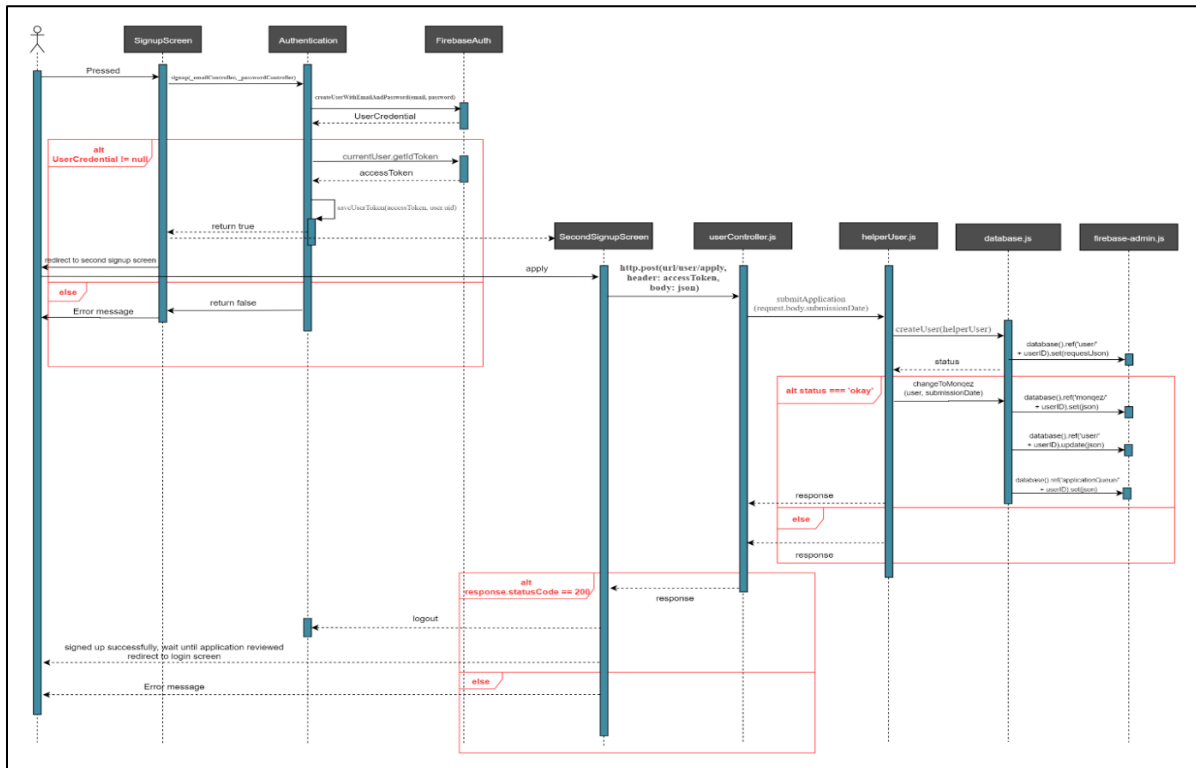 SignupScreen
Authentication
FirebaseAuth
Pressed
signup(_emailController, _passwordController)
createUserWithEmailAndPassword(email, password)
UserCredential
alt
UserCredential != null
currentUser.getIdToken
accessToken
saveUserToken(accessToken, user.uid)
return true
SecondSignupScreen
userController.js
helperUser.js
database.js
firebase-admin.js
redirect to second signup screen
apply
http.post(url/user/apply,
header: accessToken,
body: json)
else
return false
Error message
submitApplication
(request.body.submissionDate)
createUser(helperUser)
database().ref('user/'
+ userID).set(requestJson)
status
alt status === 'okay'
changeToMonqez
(user, submissionDate)
database().ref('monqez/'
+ userID).set(json)
database().ref('user/'
+ userID).update(json)
database().ref('applicationQueue/'
+ userID).set(json)
response
else
response
alt
response.statusCode == 200
response
logout
signed up successfully, wait until application reviewed
redirect to login screen
else
Error message